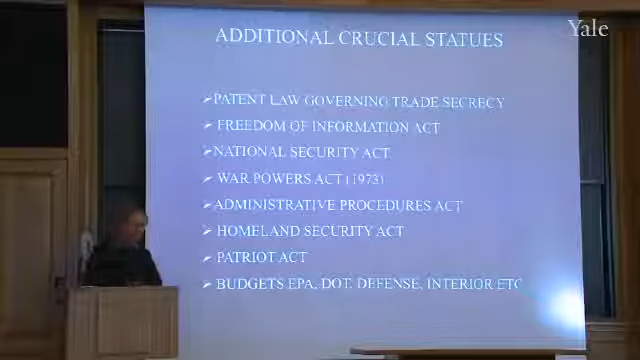 Yale
ADDITIONAL CRUCIAL STATUES
PATENT LAW GOVERNING TRADE SECRECY
FREEDOM OF INFORMATION ACT
NATIONAL SECURITY ACT
WAR POWERS ACT (1973)
ADMINISTRATIVE PROCEDURES ACT
HOMELAND SECURITY ACT
PATRIOT ACT
BUDGETS EPA, DOT, DEFENSE, INTERIOR ETC